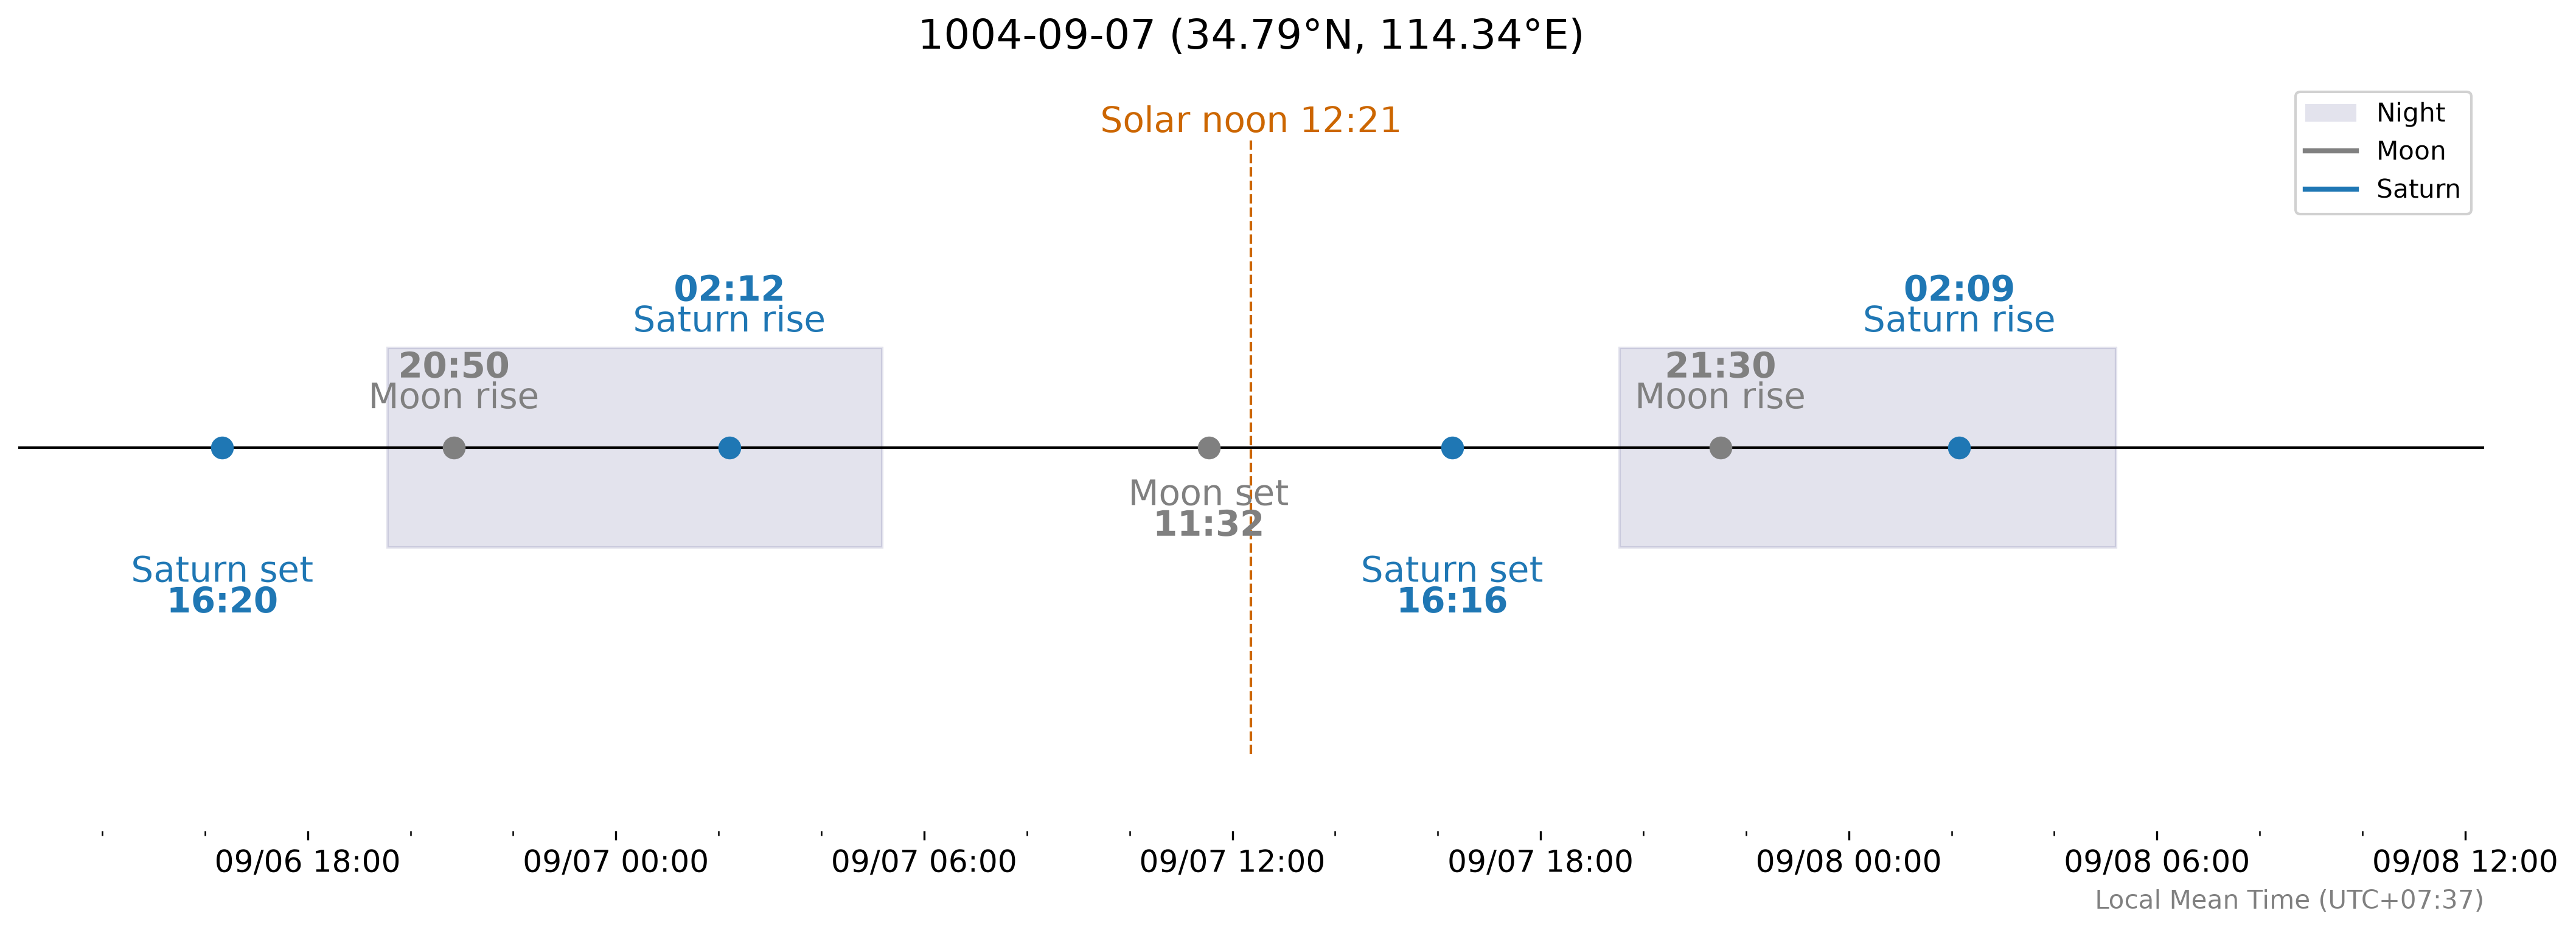 1004-09-07 (34.79°N, 114.34°E)
Solar noon 12:21
Night
Moon
Saturn
02:12
Saturn rise
02:09
Saturn rise
20:50
Moon rise
21:30
Moon rise
Moon set
11:32
Saturn set
16:20
Saturn set
16:16
09/06 18:00
09/07 00:00
09/07 06:00
09/07 12:00
09/07 18:00
09/08 00:00
09/08 06:00
09/08 12:00
Local Mean Time (UTC+07:37)